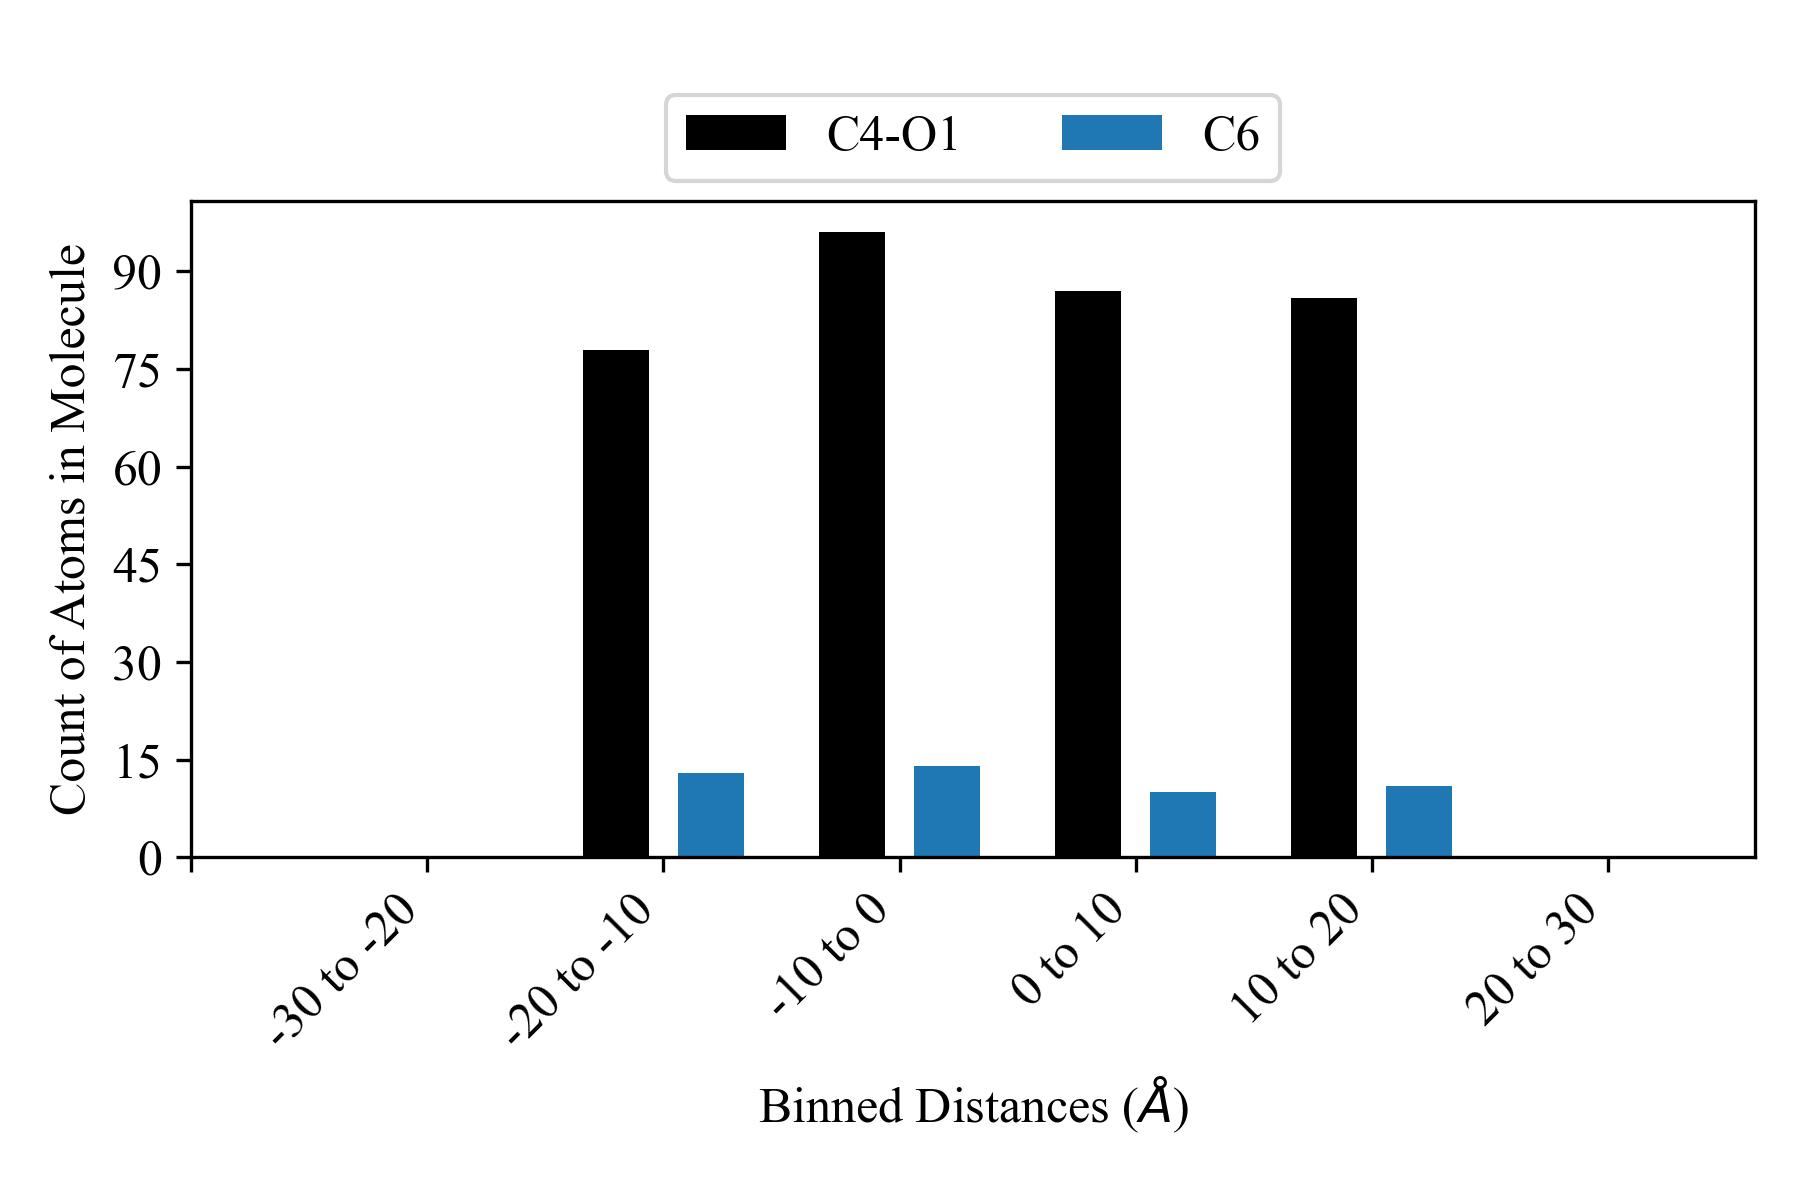 C4-O1 C6
Count of Atoms in Molecule
90
75
60
45
30
15
0
-30 to -20
-20 to -10
-10 to 0
0 to 10
10 to 20
20 to 30
Binned Distances (Å)